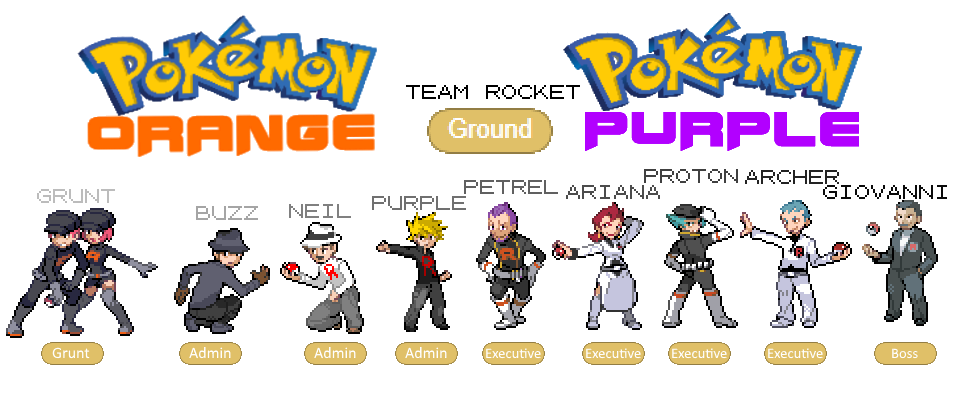 POKéMON
ORANGE
POKéMON
PURPLE
TEAM ROCKET
Ground
GRUNT
BUZZ
NEIL
PURPLE
PETREL
ARIANA
PROTON
ARCHER
GIOVANNI
R
R
R
R
Grunt
Admin
Admin
Admin
Executive
Executive
Executive
Executive
Boss